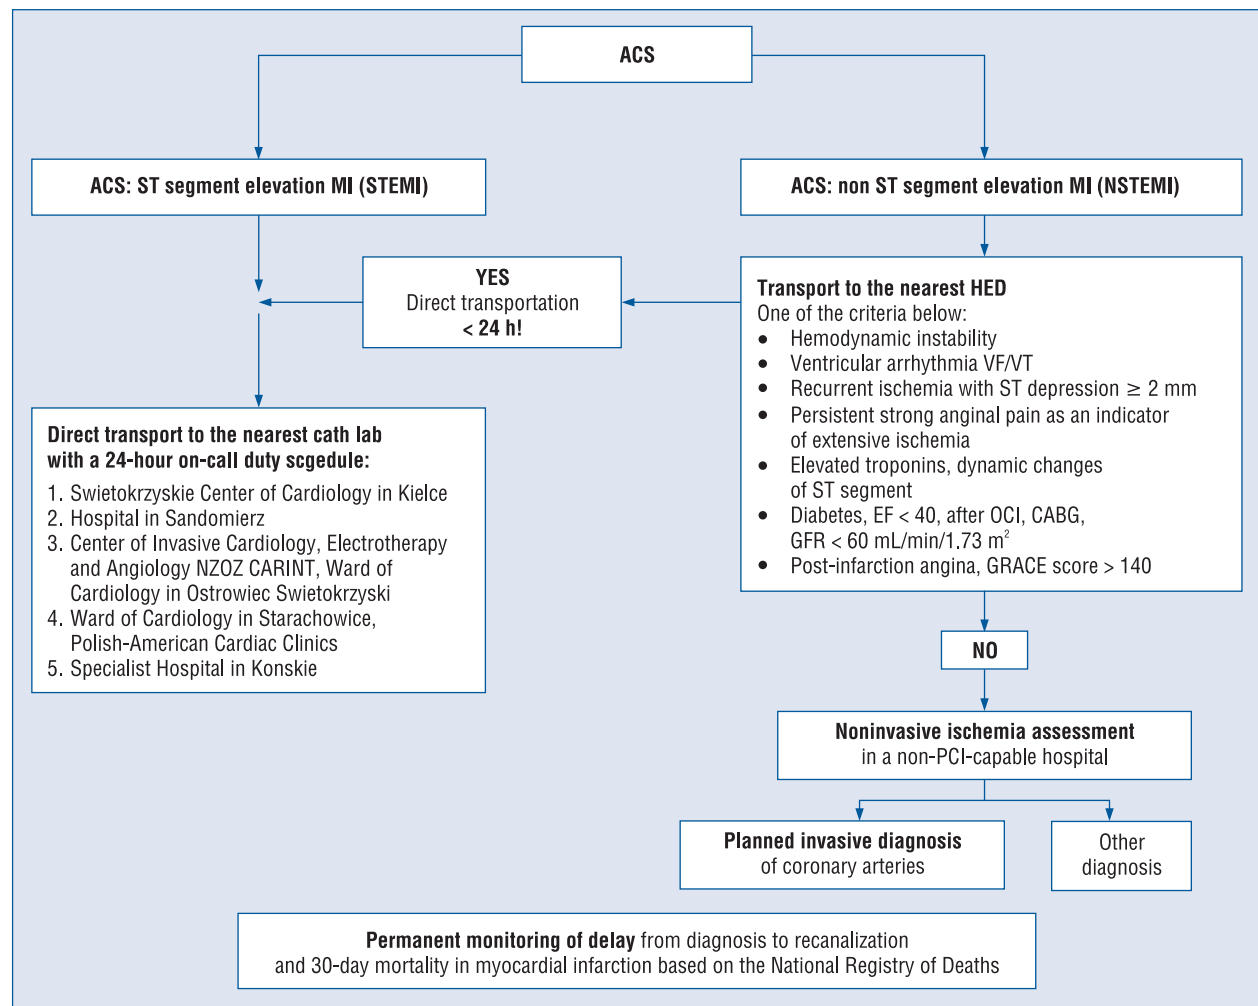 ACS
ACS: ST segment elevation MI (STEMI)
ACS: non ST segment elevation MI (NSTEMI)
YES
Direct transportation
< 24 h!
Transport to the nearest HED
One of the criteria below:
● Hemodynamic instability
● Ventricular arrhythmia VF/VT
● Recurrent ischemia with ST depression ≥ 2 mm
● Persistent strong anginal pain as an indicator
of extensive ischemia
● Elevated troponins, dynamic changes
of ST segment
● Diabetes, EF < 40, after OCI, CABG,
GFR < 60 mL/min/1.73 m²
● Post-infarction angina, GRACE score > 140
Direct transport to the nearest cath lab
with a 24-hour on-call duty scgedule:
1. Swietokrzyskie Center of Cardiology in Kielce
2. Hospital in Sandomierz
3. Center of Invasive Cardiology, Electrotherapy
and Angiology NZOZ CARINT, Ward of
Cardiology in Ostrowiec Swietokrzyski
4. Ward of Cardiology in Starachowice,
Polish-American Cardiac Clinics
5. Specialist Hospital in Konskie
NO
Noninvasive ischemia assessment
in a non-PCI-capable hospital
Planned invasive diagnosis
of coronary arteries
Other
diagnosis
Permanent monitoring of delay from diagnosis to recanalization
and 30-day mortality in myocardial infarction based on the National Registry of Deaths